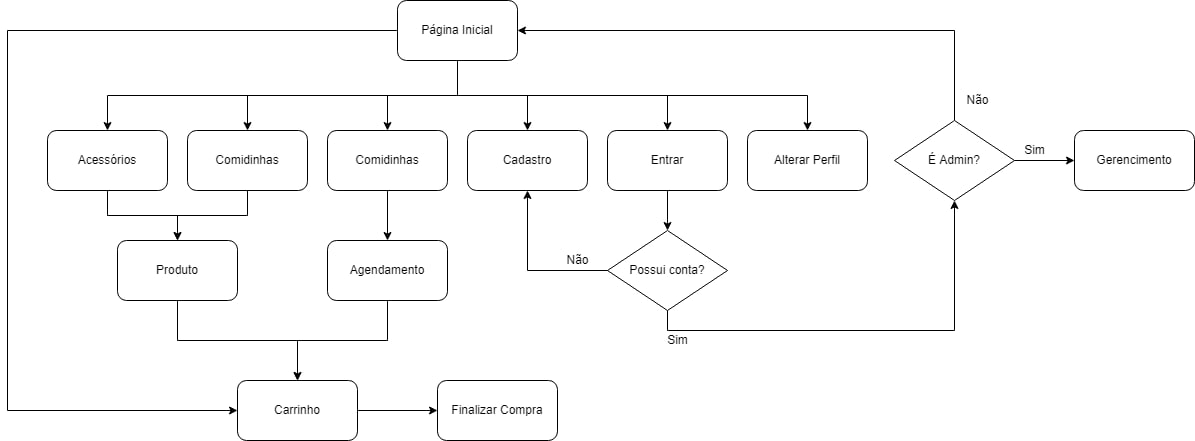 Página Inicial
Não
Acessórios
Comidinhas
Comidinhas
Cadastro
Entrar
Alterar Perfil
É Admin?
Sim
Gerencimento
Produto
Agendamento
Não
Possui conta?
Sim
Carrinho
Finalizar Compra